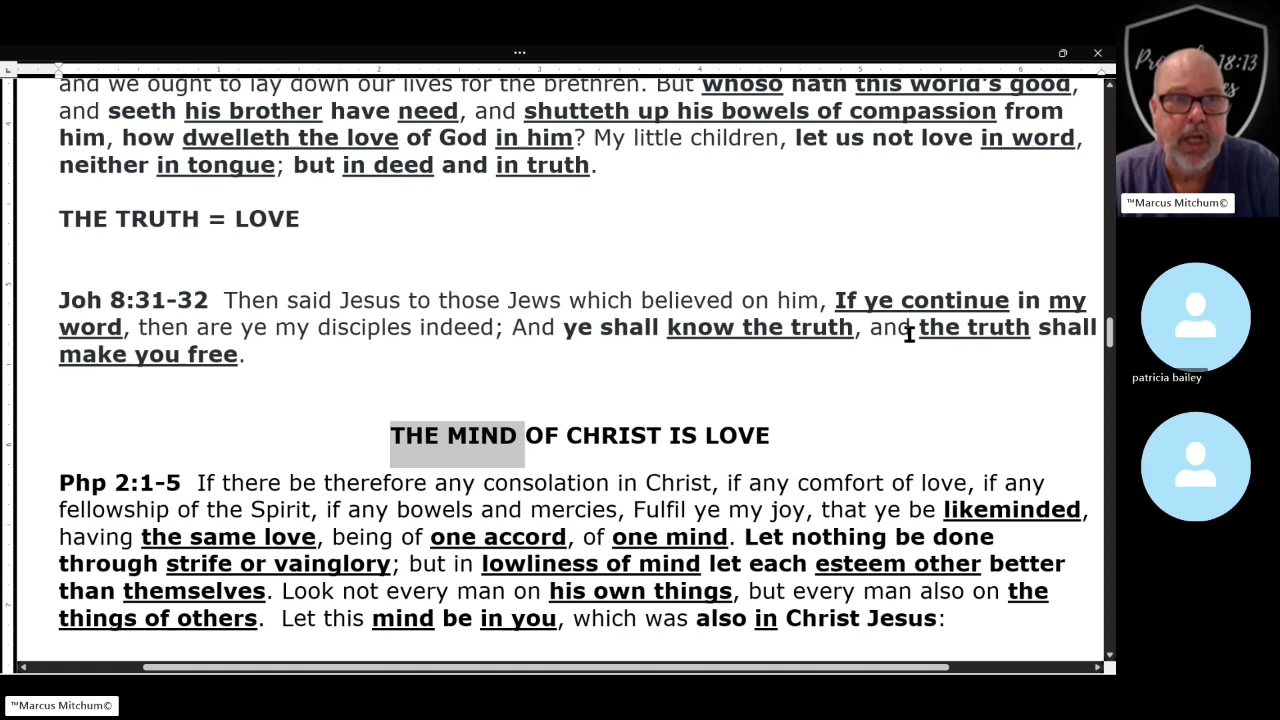 and we ought to lay down our lives for the brethren. But whoso hath this world's good,
and seeth his brother have need, and shutteth up his bowels of compassion from
him, how dwelleth the love of God in him? My little children, let us not love in word,
neither in tongue; but in deed and in truth.
THE TRUTH = LOVE
Joh 8:31-32 Then said Jesus to those Jews which believed on him, If ye continue in my
word, then are ye my disciples indeed; And ye shall know the truth, and the truth shall
make you free.
THE MIND OF CHRIST IS LOVE
Php 2:1-5 If there be therefore any consolation in Christ, if any comfort of love, if any
fellowship of the Spirit, if any bowels and mercies, Fulfil ye my joy, that ye be likeminded,
having the same love, being of one accord, of one mind. Let nothing be done
through strife or vainglory; but in lowliness of mind let each esteem other better
than themselves. Look not every man on his own things, but every man also on the
things of others. Let this mind be in you, which was also in Christ Jesus:
18:13
™Marcus Mitchum©
patricia bailey
™Marcus Mitchum©